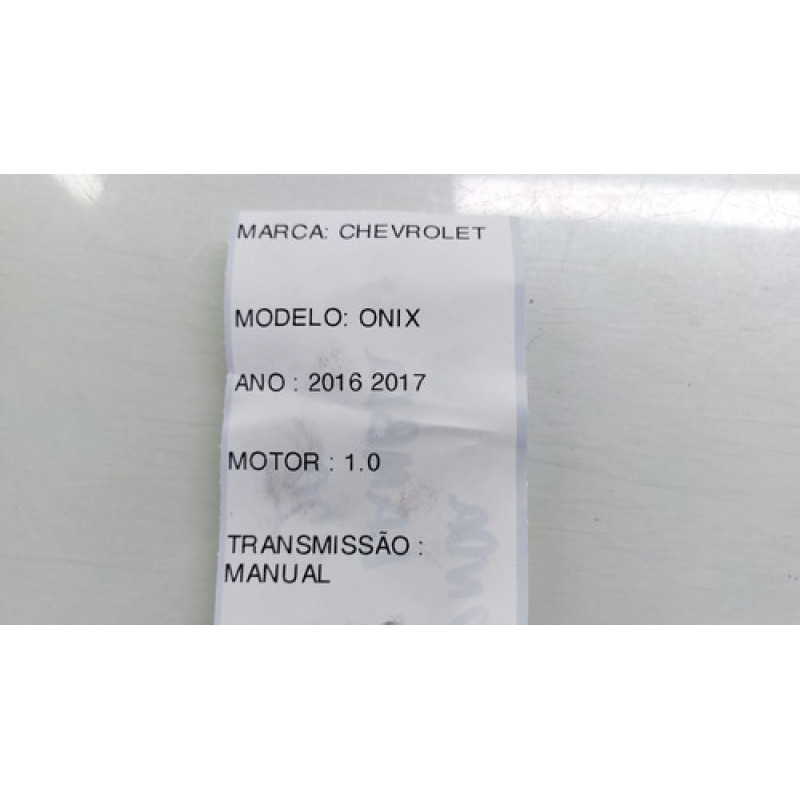 MARCA: CHEVROLET
MODELO: ONIX
ANO : 2016 2017
MOTOR : 1.0
TRANSMISSÃO :
MANUAL